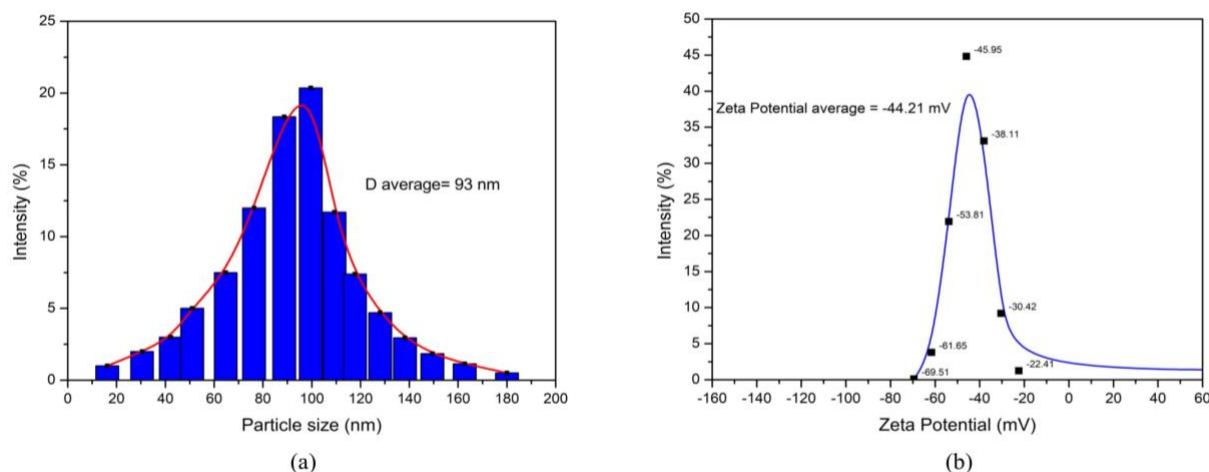 25
20
15
10
5
0
Intensity (%)
D average= 93 nm
0 20 40 60 80 100 120 140 160 180 200
Particle size (nm)
(a)
50
45
40
35
30
25
20
15
10
5
0
Intensity (%)
-45.95
Zeta Potential average = -44.21 mV
-38.11
-53.81
-30.42
-61.65
-22.41
-69.51
-160 -140 -120 -100 -80 -60 -40 -20 0 20 40 60
Zeta Potential (mV)
(b)